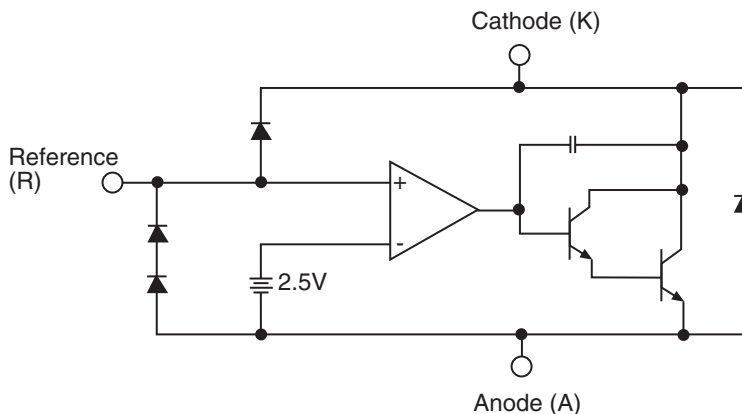 Cathode (K)
Reference
(R)
+
-
2.5V
Anode (A)